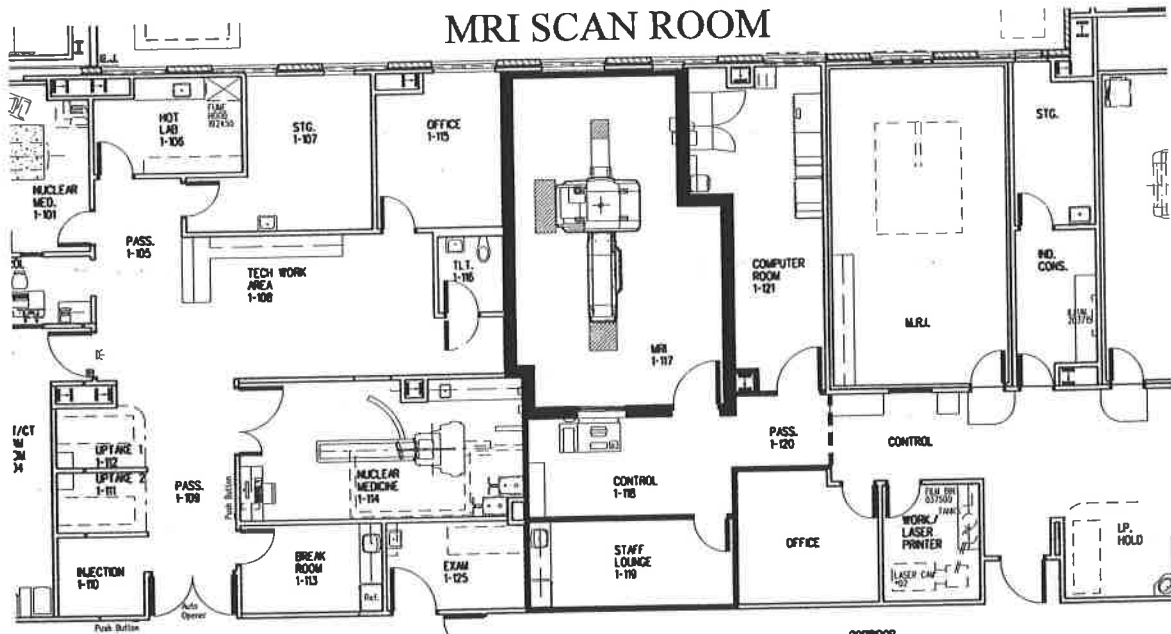 MRI SCAN ROOM
HOT
LAB
1-106
FUME
HOOD
STG.
1-107
OFFICE
1-115
STG.
NUCLEAR
MED.
1-101
PASS.
1-105
TECH WORK
AREA
1-108
TLT.
1-116
COMPUTER
ROOM
1-121
IND.
CONS.
M.R.I.
MRI
1-117
UPTAKE 1
1-112
UPTAKE 2
1-111
PASS.
1-109
Push Button
NUCLEAR
MEDICINE
1-114
CONTROL
1-118
PASS.
1-120
CONTROL
INJECTION
1-110
BREAK
ROOM
1-113
Ref.
EXAM
1-125
STAFF
LOUNGE
1-119
OFFICE
WORK/
LASER
PRINTER
LASER CAM
I.P.
HOLD
Auto
Opener
Push Button